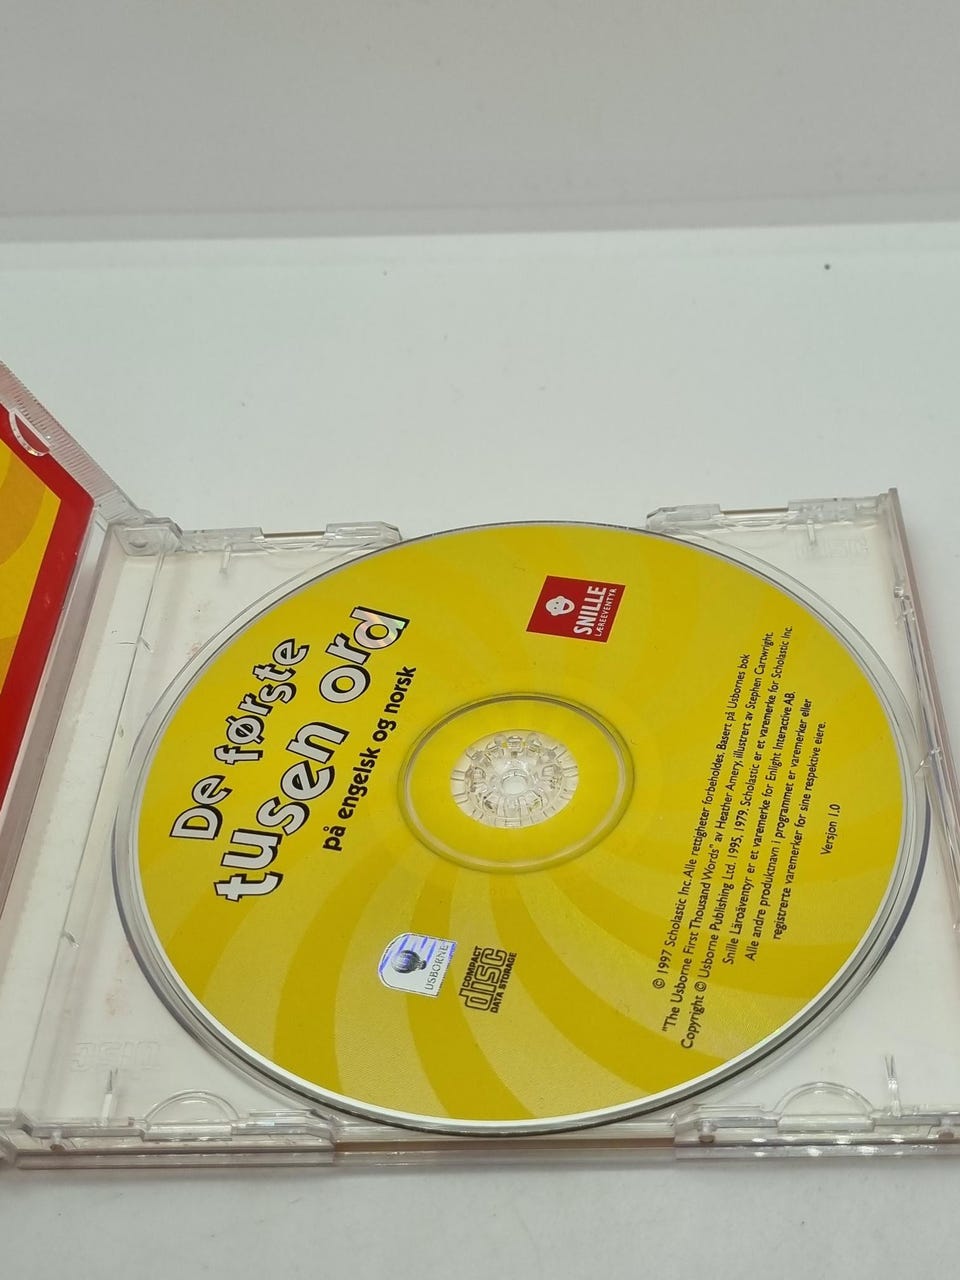 De første
tusen ord
på engelsk og norsk
SNILLE
LÆREEVENTYR
USBORNE
COMPACT
disc
DATA STORAGE
© 1997 Scholastic Inc. Alle rettigheter forbeholdes. Basert på Usbornes bok
"The Usborne First Thousand Words" av Heather Amery, illustrert av Stephen Cartwright.
Copyright © Usborne Publishing Ltd. 1995, 1979. Scholastic er et varemerke for Scholastic Inc.
Snille Läroäventyr er et varemerke for Enlight Interactive AB.
Alle andre produktnavn i programmet er varemerker eller
registrerte varemerker for sine respektive eiere.
Versjon 1.0
DISC
DISC